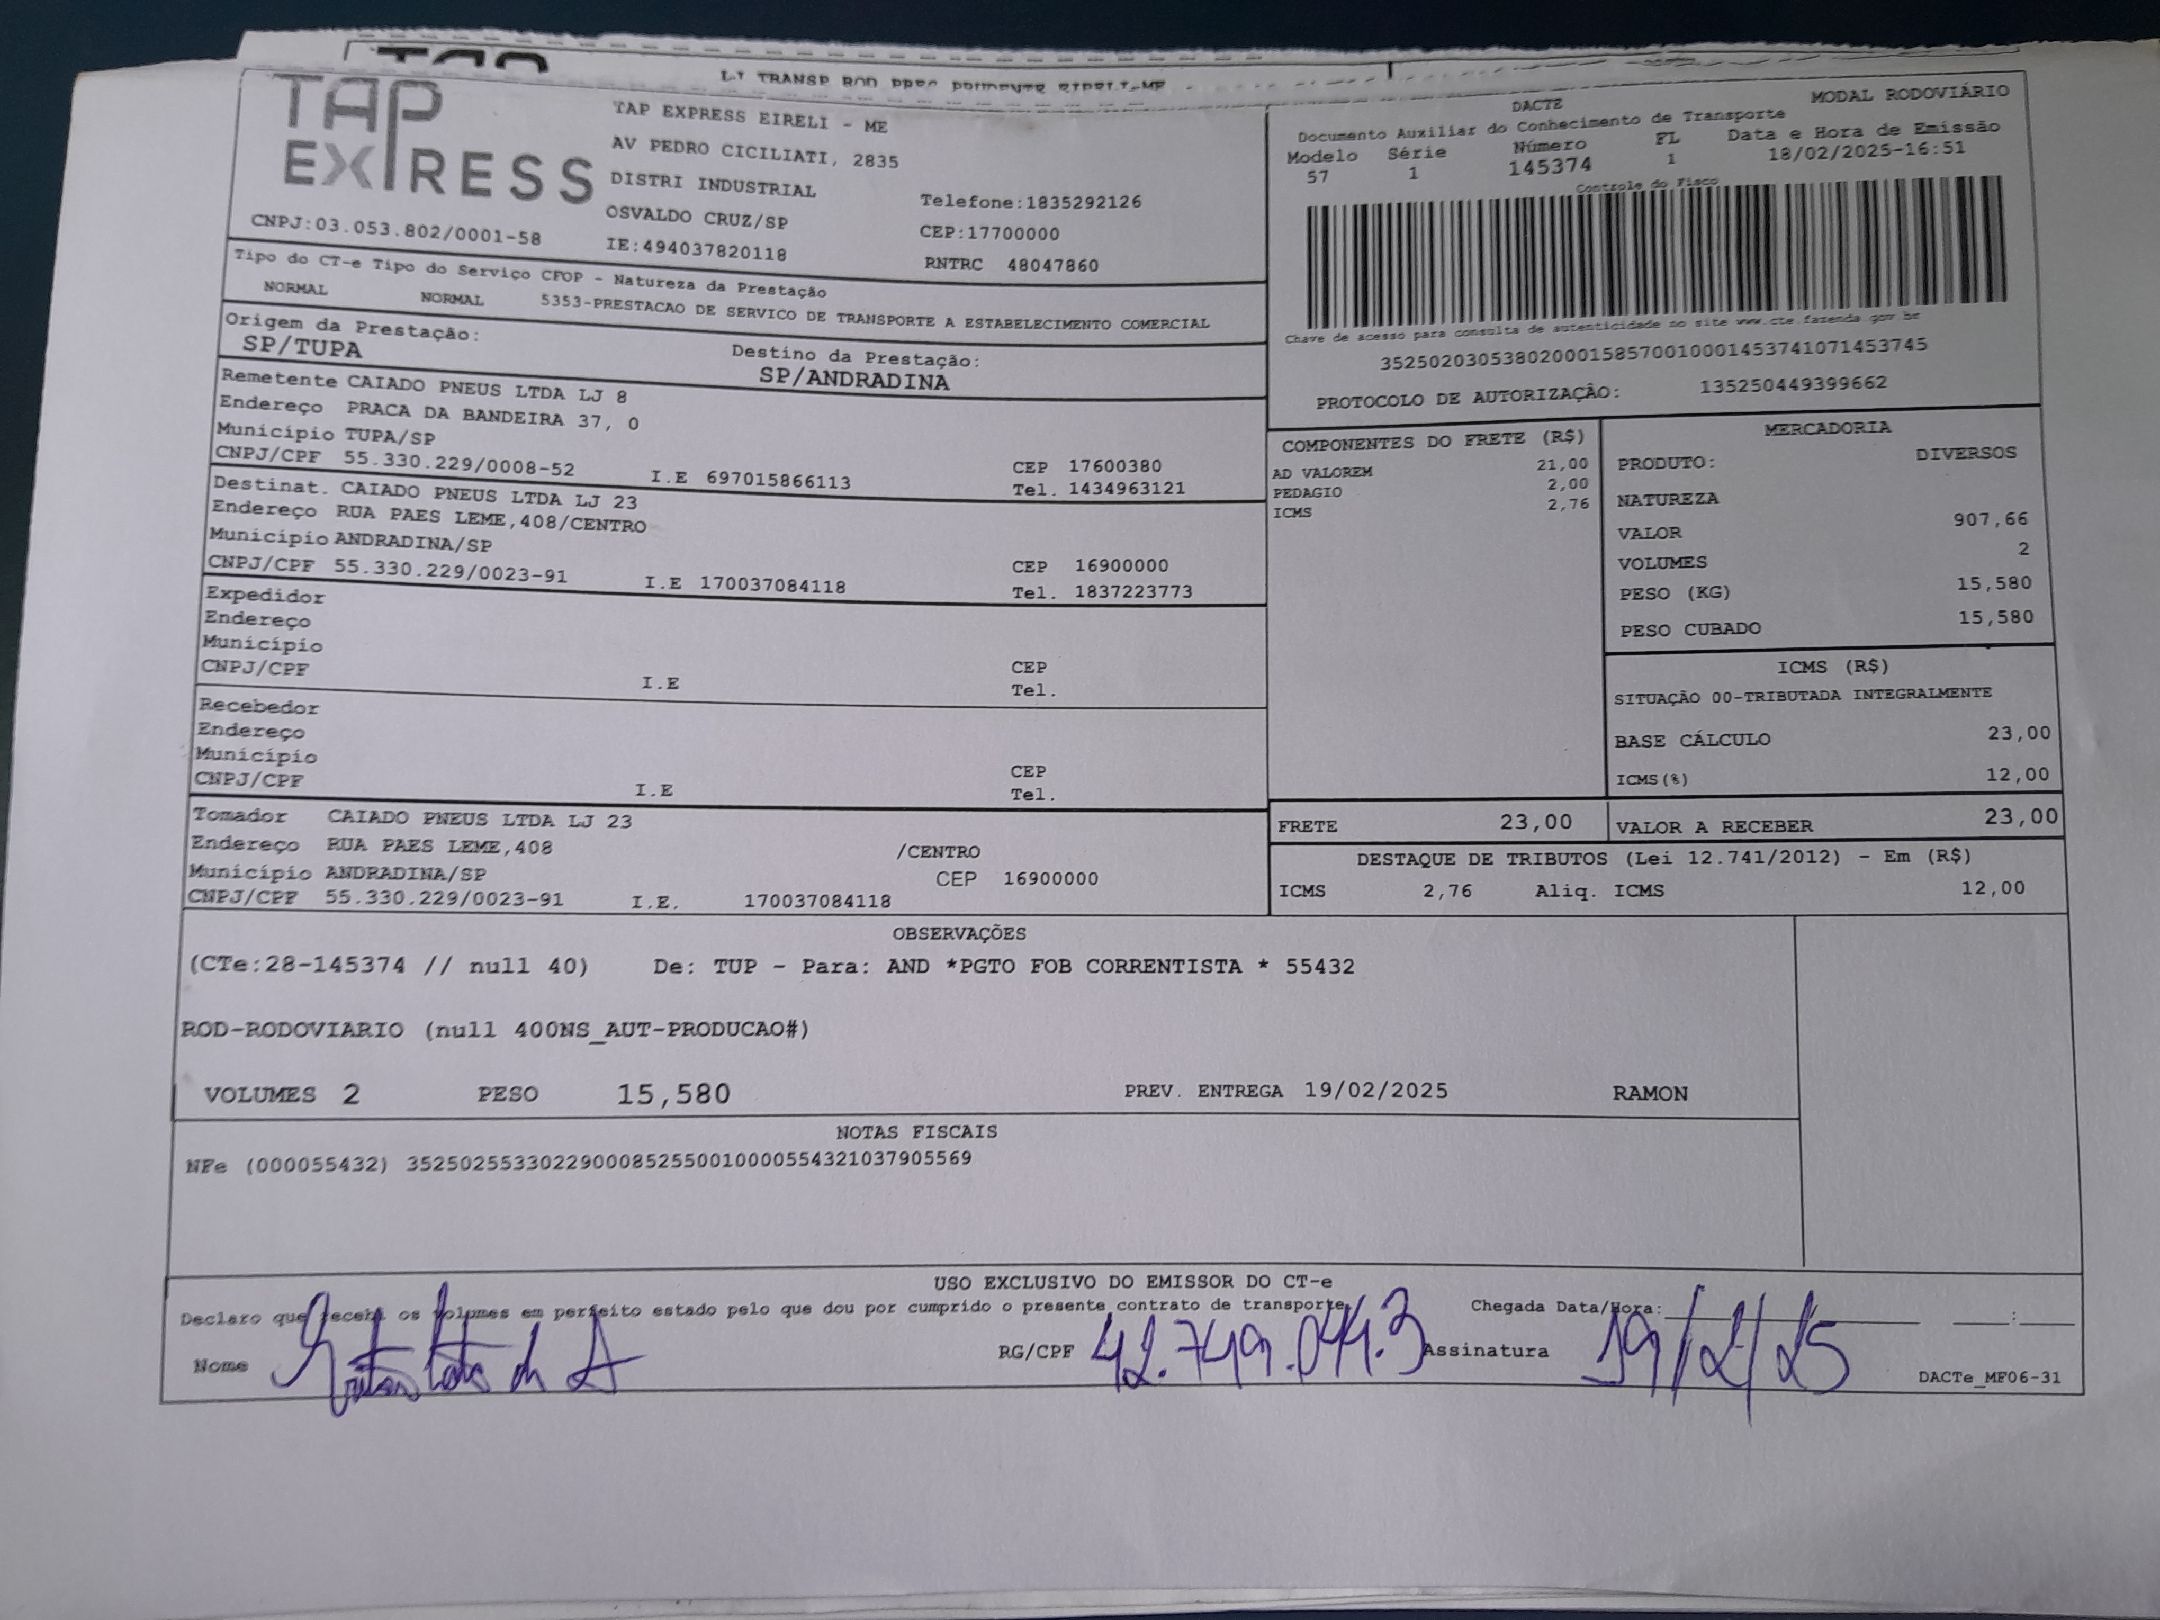 L.T TRANSP ROD PRES PRUDENTE EIRELI-ME
TAP
EXPRESS
CNPJ:03.053.802/0001-58
TAP EXPRESS EIRELI - ME
AV PEDRO CICILIATI, 2835
DISTRI INDUSTRIAL
OSVALDO CRUZ/SP
IE:494037820118
Telefone:1835292126
CEP:17700000
RNTRC 48047860
DACTE
MODAL RODOVIÁRIO
Documento Auxiliar do Conhecimento de Transporte
Modelo Série Número FL Data e Hora de Emissão
57 1 145374 1 18/02/2025-16:51
Controle do Fisco
Chave de acesso para consulta de autenticidade no site www.cte.fazenda.gov.br
35250203053802000158570010001453741071453745
PROTOCOLO DE AUTORIZAÇÃO: 135250449399662
Tipo do CT-e Tipo do Serviço CFOP - Natureza da Prestação
NORMAL NORMAL 5353-PRESTACAO DE SERVICO DE TRANSPORTE A ESTABELECIMENTO COMERCIAL
Origem da Prestação:
SP/TUPA
Destino da Prestação:
SP/ANDRADINA
Remetente CAIADO PNEUS LTDA LJ 8
Endereço PRACA DA BANDEIRA 37, 0
Município TUPA/SP
CNPJ/CPF 55.330.229/0008-52 I.E 697015866113
CEP 17600380
Tel. 1434963121
Destinat. CAIADO PNEUS LTDA LJ 23
Endereço RUA PAES LEME,408/CENTRO
Município ANDRADINA/SP
CNPJ/CPF 55.330.229/0023-91 I.E 170037084118
CEP 16900000
Tel. 1837223773
Expedidor
Endereço
Município
CNPJ/CPF
I.E
CEP
Tel.
Recebedor
Endereço
Município
CNPJ/CPF
I.E
CEP
Tel.
Tomador CAIADO PNEUS LTDA LJ 23
Endereço RUA PAES LEME,408 /CENTRO
Município ANDRADINA/SP CEP 16900000
CNPJ/CPF 55.330.229/0023-91 I.E. 170037084118
COMPONENTES DO FRETE (R$)
AD VALOREM 21,00
PEDAGIO 2,00
ICMS 2,76
MERCADORIA
PRODUTO: DIVERSOS
NATUREZA
VALOR 907,66
VOLUMES 2
PESO (KG) 15,580
PESO CUBADO 15,580
ICMS (R$)
SITUAÇÃO 00-TRIBUTADA INTEGRALMENTE
BASE CÁLCULO 23,00
ICMS(%) 12,00
FRETE 23,00 VALOR A RECEBER 23,00
DESTAQUE DE TRIBUTOS (Lei 12.741/2012) - Em (R$)
ICMS 2,76 Aliq. ICMS 12,00
OBSERVAÇÕES
(CTe:28-145374 // null 40) De: TUP - Para: AND *PGTO FOB CORRENTISTA * 55432
ROD-RODOVIARIO (null 400NS_AUT-PRODUCAO#)
VOLUMES 2 PESO 15,580 PREV. ENTREGA 19/02/2025 RAMON
NOTAS FISCAIS
NFe (000055432) 35250255330229000852550010000554321037905569
USO EXCLUSIVO DO EMISSOR DO CT-e
Declaro que recebi os volumes em perfeito estado pelo que dou por cumprido o presente contrato de transporte. Chegada Data/Hora: :
Nome RG/CPF 42.749.044.3 Assinatura 19/2/25
DACTe_MF06-31